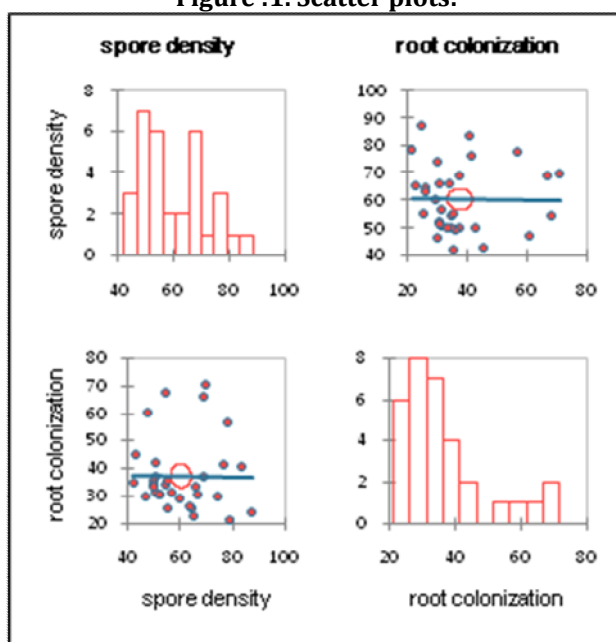 Figure .1. Scatter plots.
spore density root colonization
spore density
8
6
4
2
0
40 60 80 100
100
90
80
70
60
50
40
20 40 60 80
root colonization
80
70
60
50
40
30
20
40 60 80 100
spore density
8
6
4
2
0
20 40 60 80
root colonization